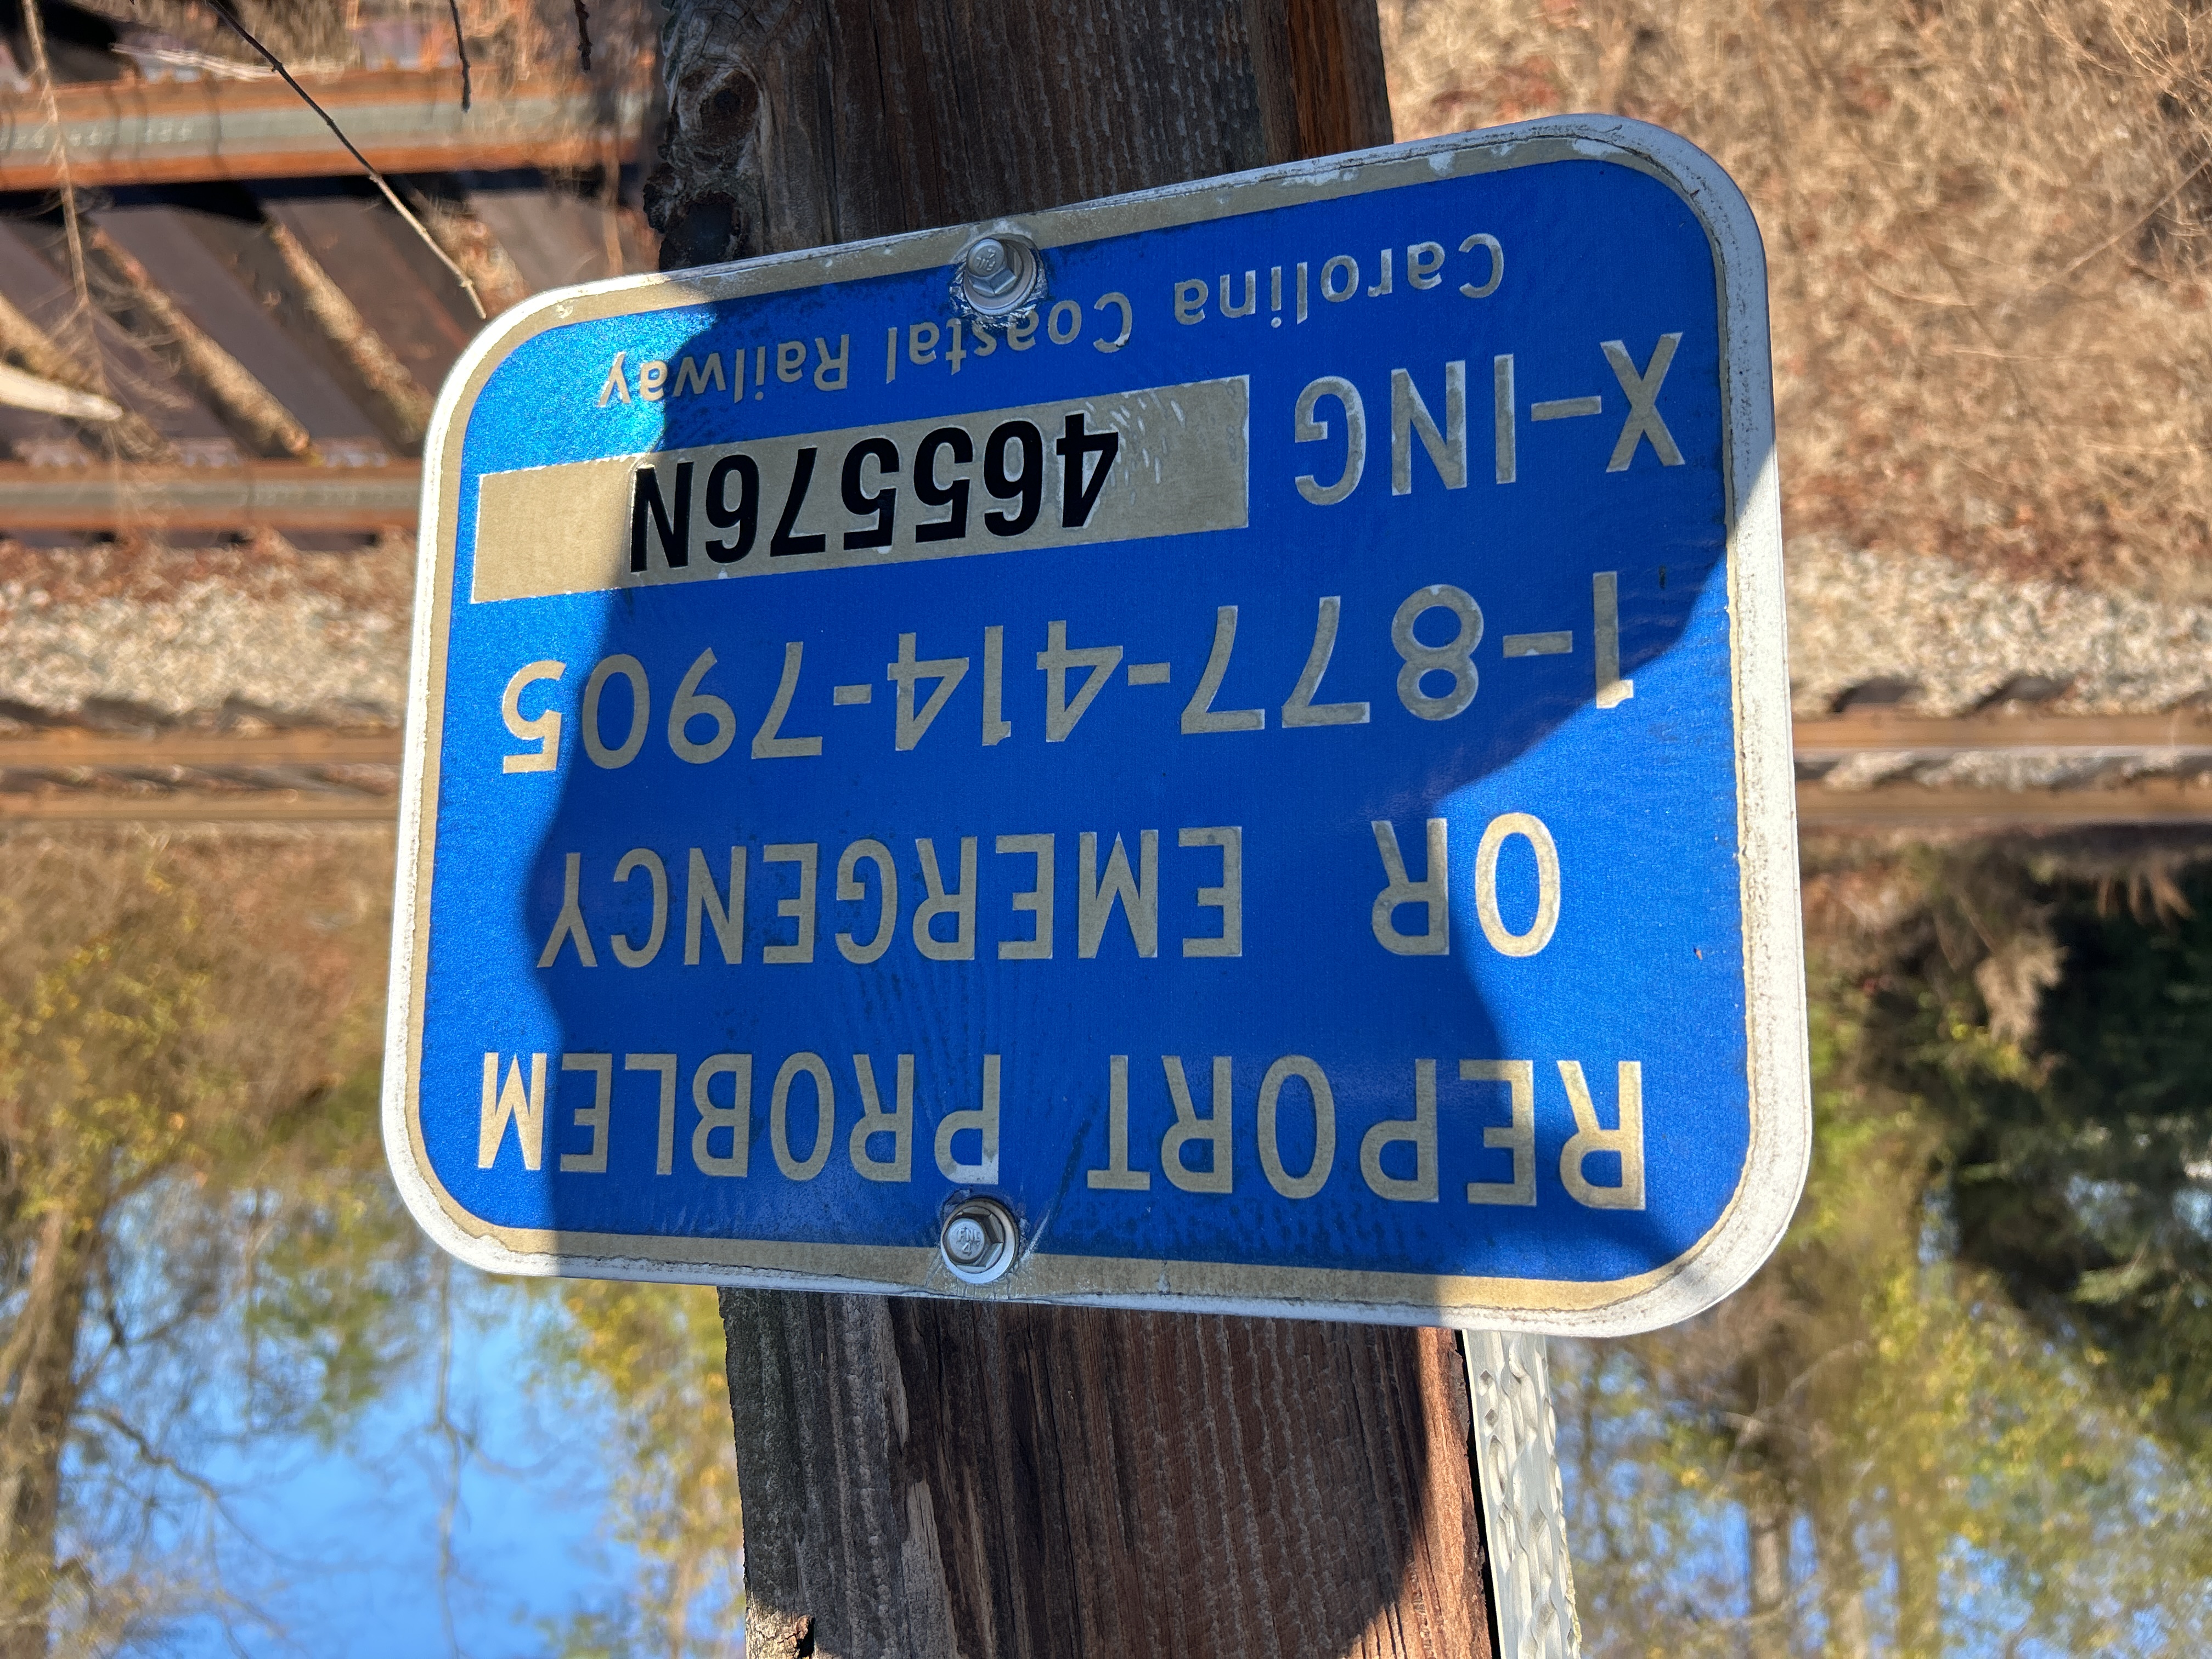 REPORT PROBLEM
OR EMERGENCY
1-877-414-7905
X-ING 465576N
Carolina Coastal Railway